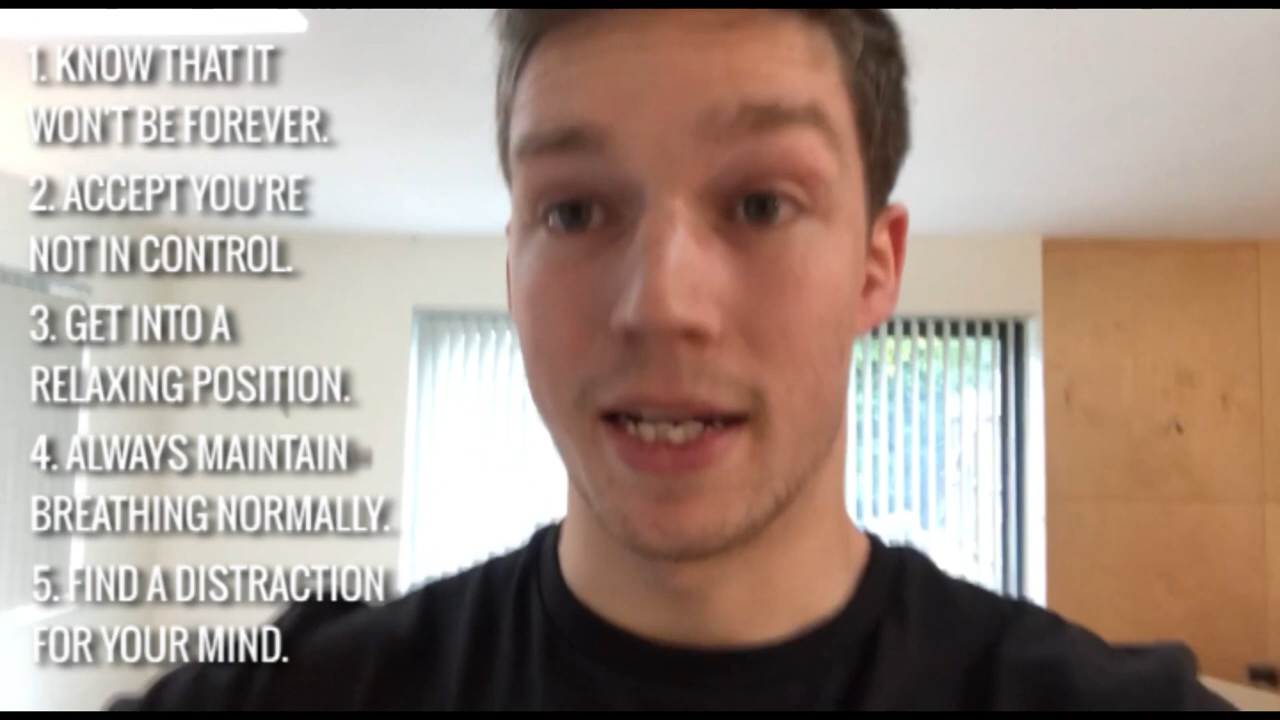 1. KNOW THAT IT
WON'T BE FOREVER.
2. ACCEPT YOU'RE
NOT IN CONTROL.
3. GET INTO A
RELAXING POSITION.
4. ALWAYS MAINTAIN
BREATHING NORMALLY.
5. FIND A DISTRACTION
FOR YOUR MIND.